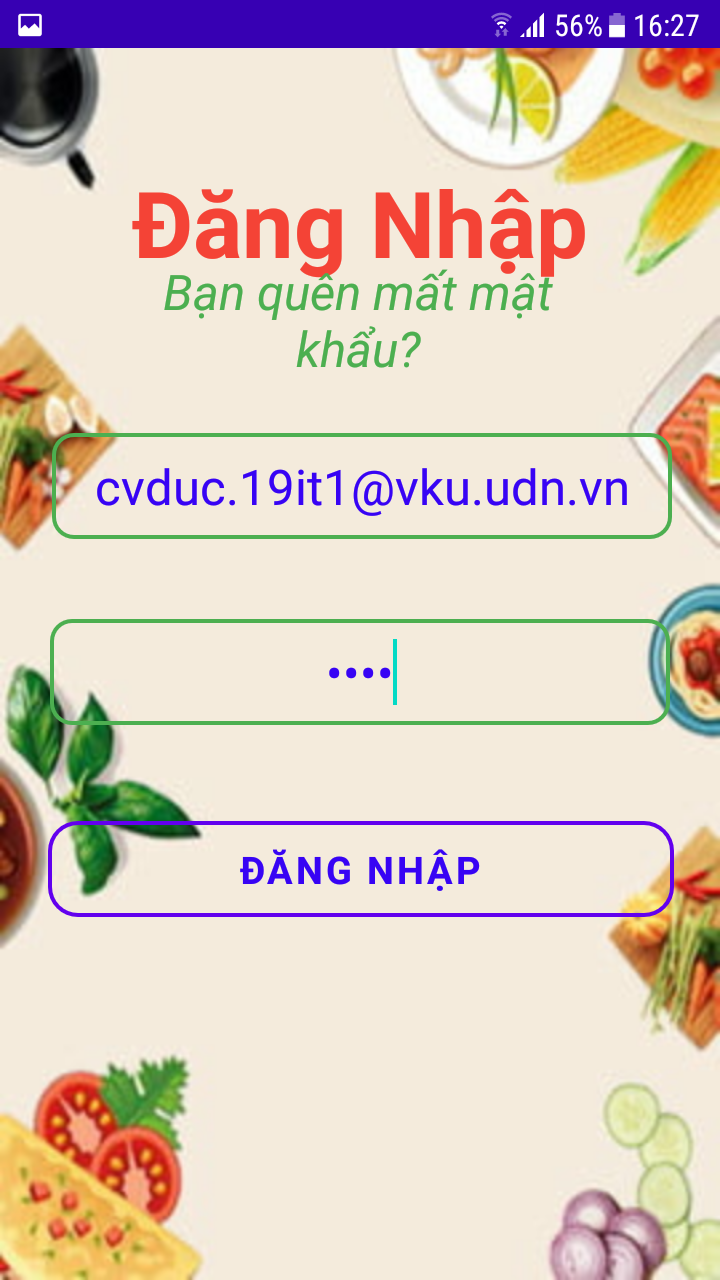 56% 16:27
Đăng Nhập
Bạn quên mất mật
khẩu?
cvduc.19it1@vku.udn.vn
••••
ĐĂNG NHẬP